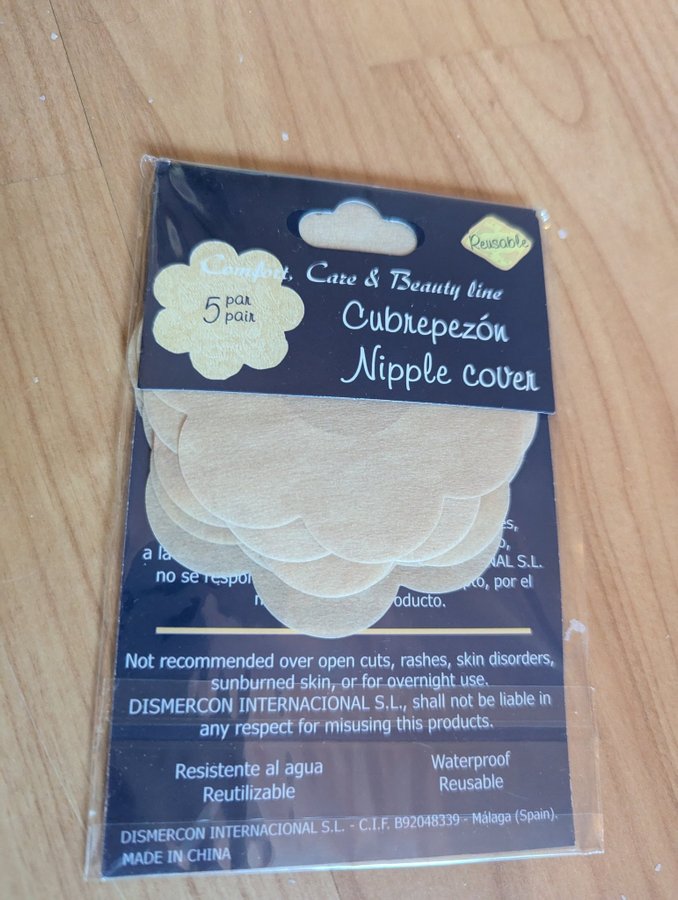 Reusable
Comfort, Care & Beauty line
5 par
pair
Cubrepezón
Nipple cover
a la
NAL S.L.
no se respon
pto, por el
oducto.
Not recommended over open cuts, rashes, skin disorders,
sunburned skin, or for overnight use.
DISMERCON INTERNACIONAL S.L., shall not be liable in
any respect for misusing this products.
Resistente al agua
Reutilizable
Waterproof
Reusable
DISMERCON INTERNACIONAL S.L. - C.I.F. B92048339 - Málaga (Spain).
MADE IN CHINA